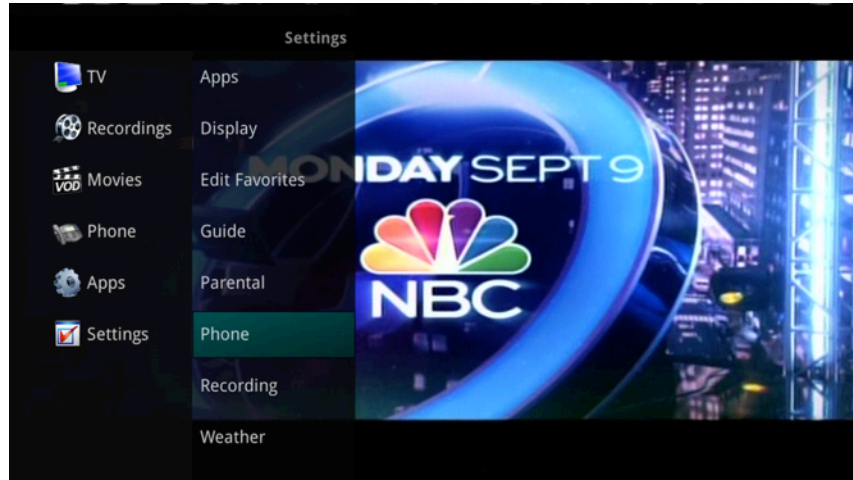 Settings
TV
Recordings
VOD
Movies
Phone
Apps
Settings
Apps
Display
Edit Favorites
Guide
Parental
Phone
Recording
Weather
MONDAY SEPT 9
NBC